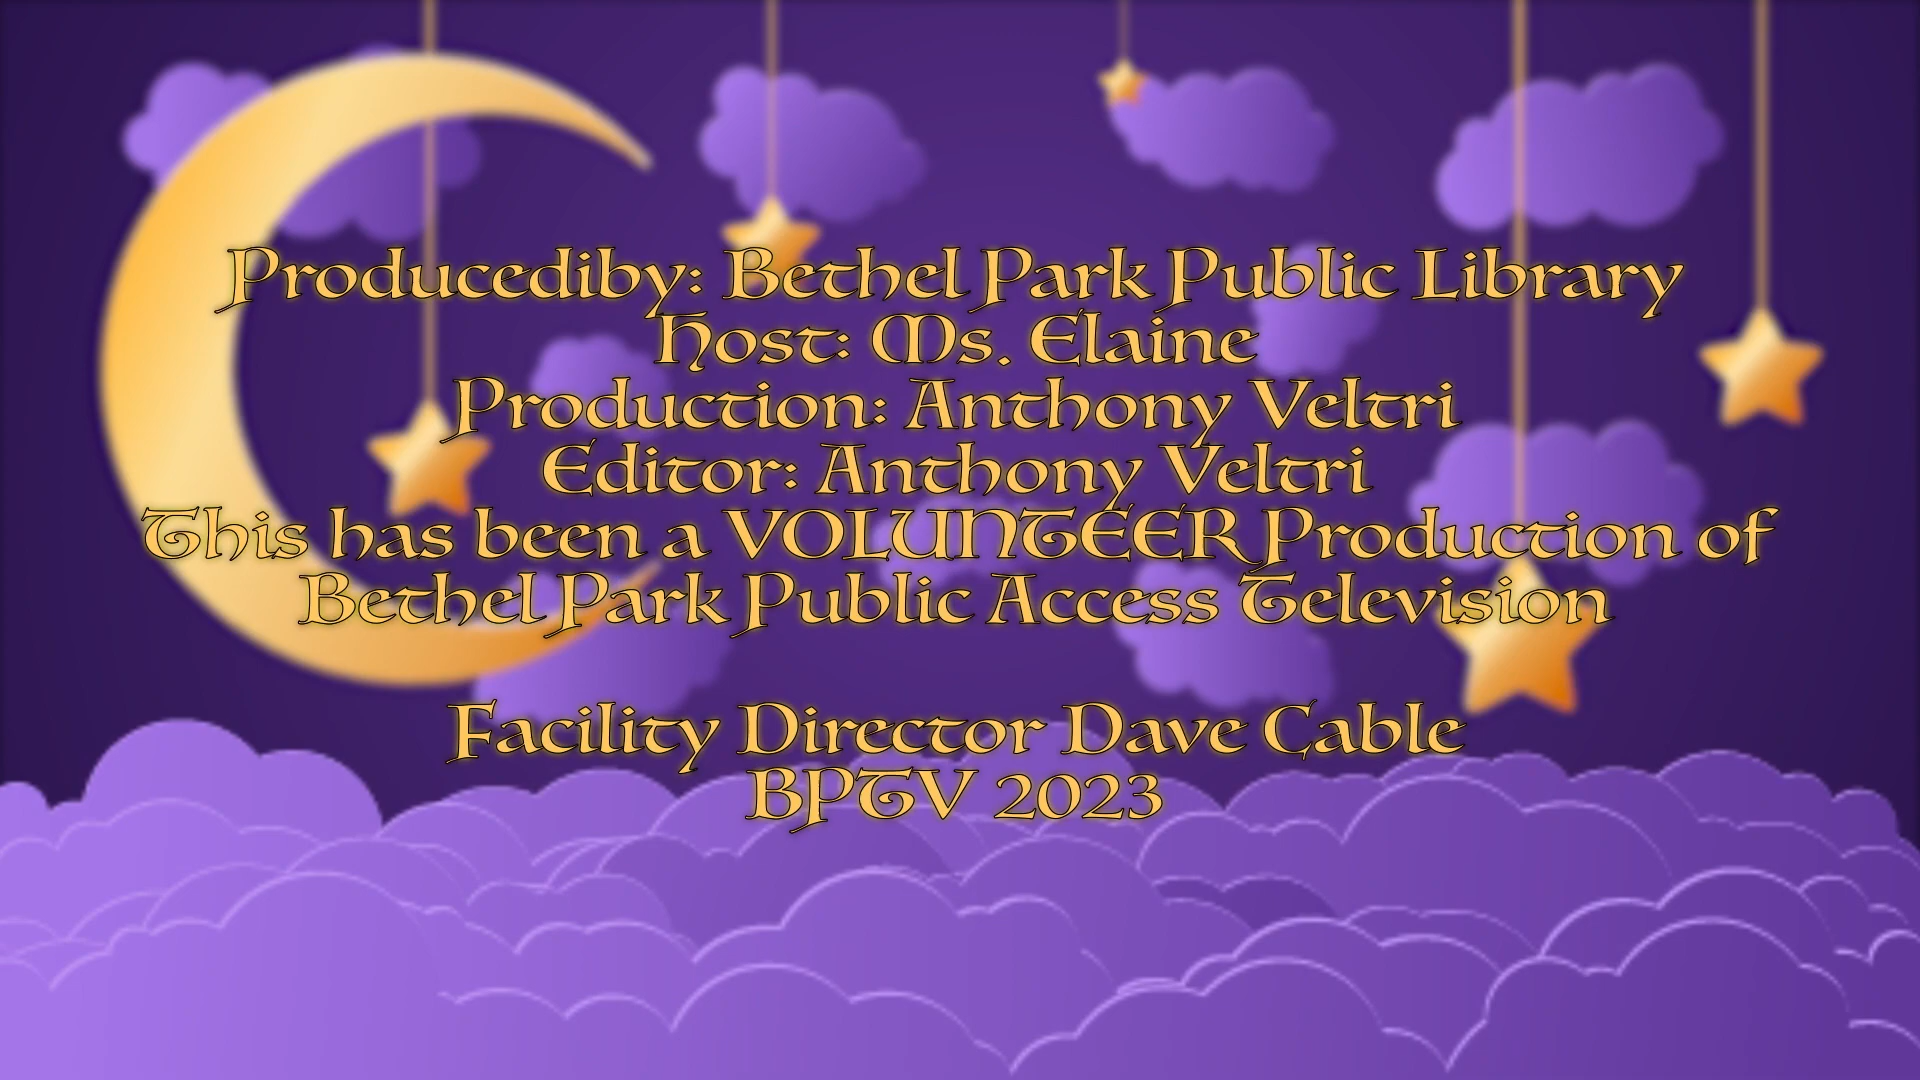 Producediby: Bethel Park Public Library
Host: Ms. Elaine
Production: Anthony Veltri
Editor: Anthony Veltri
This has been a VOLUNTEER Production of
Bethel Park Public Access Television
Facility Director Dave Cable
BPTV 2023